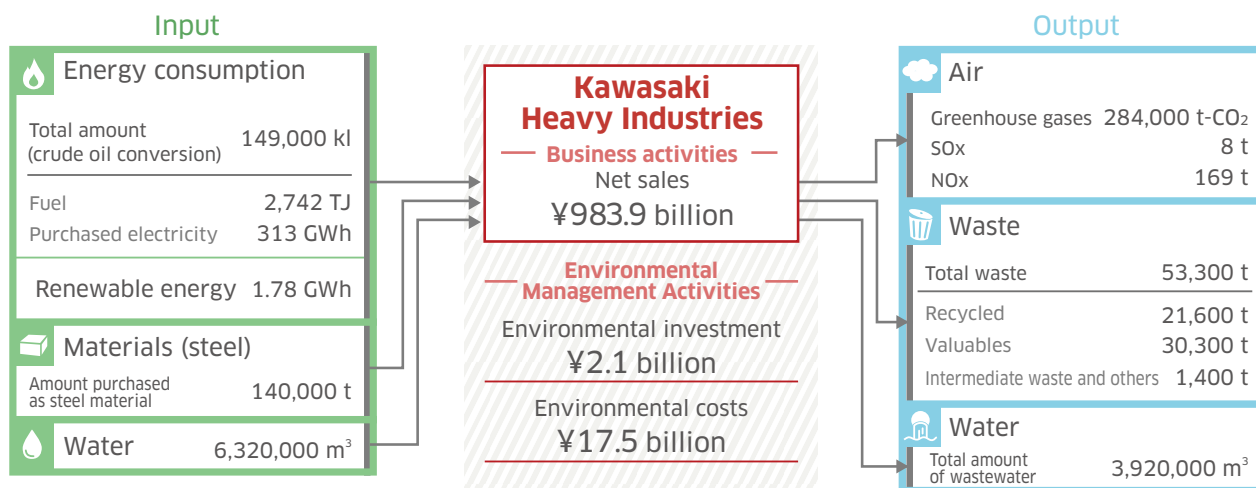 Input
Energy consumption
Total amount
(crude oil conversion) 149,000 kl
Fuel 2,742 TJ
Purchased electricity 313 GWh
Renewable energy 1.78 GWh
Materials (steel)
Amount purchased
as steel material 140,000 t
Water 6,320,000 m³
Kawasaki
Heavy Industries
Business activities
Net sales
¥983.9 billion
Environmental
Management Activities
Environmental investment
¥2.1 billion
Environmental costs
¥17.5 billion
Output
Air
Greenhouse gases 284,000 t-CO₂
SOx 8 t
NOx 169 t
Waste
Total waste 53,300 t
Recycled 21,600 t
Valuables 30,300 t
Intermediate waste and others 1,400 t
Water
Total amount
of wastewater 3,920,000 m³